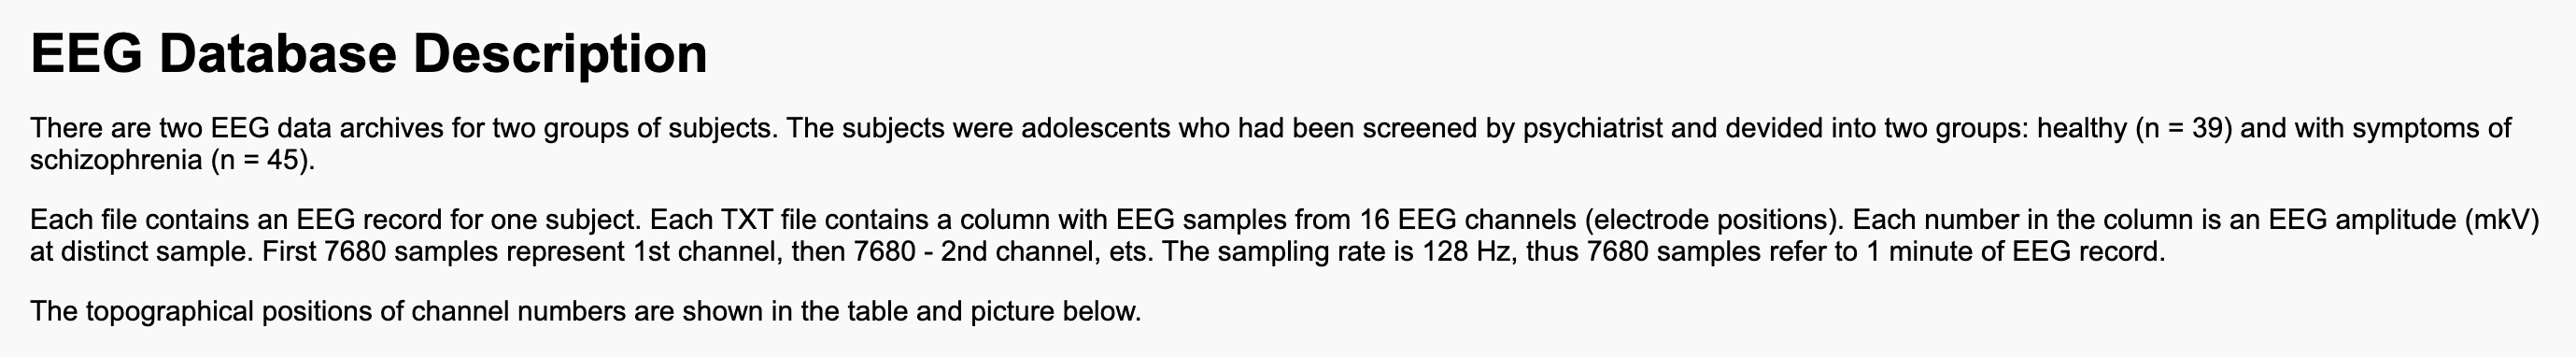 EEG Database Description
There are two EEG data archives for two groups of subjects. The subjects were adolescents who had been screened by psychiatrist and devided into two groups: healthy (n = 39) and with symptoms of
schizophrenia (n = 45).
Each file contains an EEG record for one subject. Each TXT file contains a column with EEG samples from 16 EEG channels (electrode positions). Each number in the column is an EEG amplitude (mkV)
at distinct sample. First 7680 samples represent 1st channel, then 7680 - 2nd channel, ets. The sampling rate is 128 Hz, thus 7680 samples refer to 1 minute of EEG record.
The topographical positions of channel numbers are shown in the table and picture below.